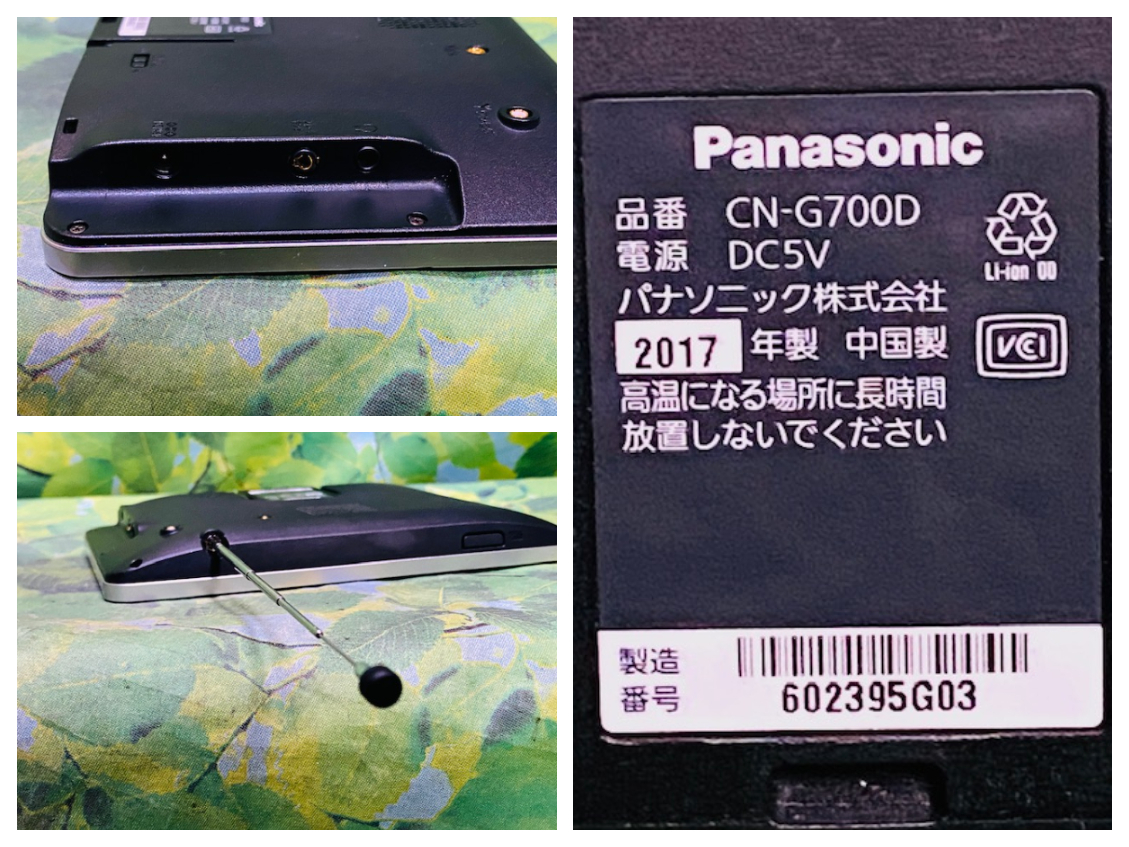 Panasonic
Panasonic
品番 CN-G700D
電源 DC5V
Li-ion 00
パナソニック株式会社
2017 年製 中国製
VCI
高温になる場所に長時間
放置しないでください
製造
番号
602395G03